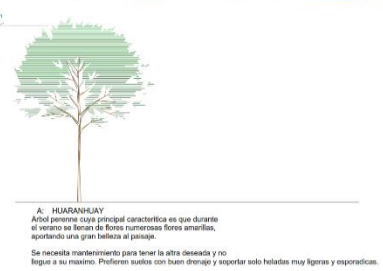 A: HUARANHUAY
Arbol perenne cuya principal caracteritica es que durante
el verano se llenan de flores numerosas flores amarillas,
aportando una gran belleza al paisaje.
Se necesita mantenimiento para tener la altra deseada y no
llegue a su maximo. Prefieren suelos con buen drenaje y soportar solo heladas muy ligeras y esporadicas.